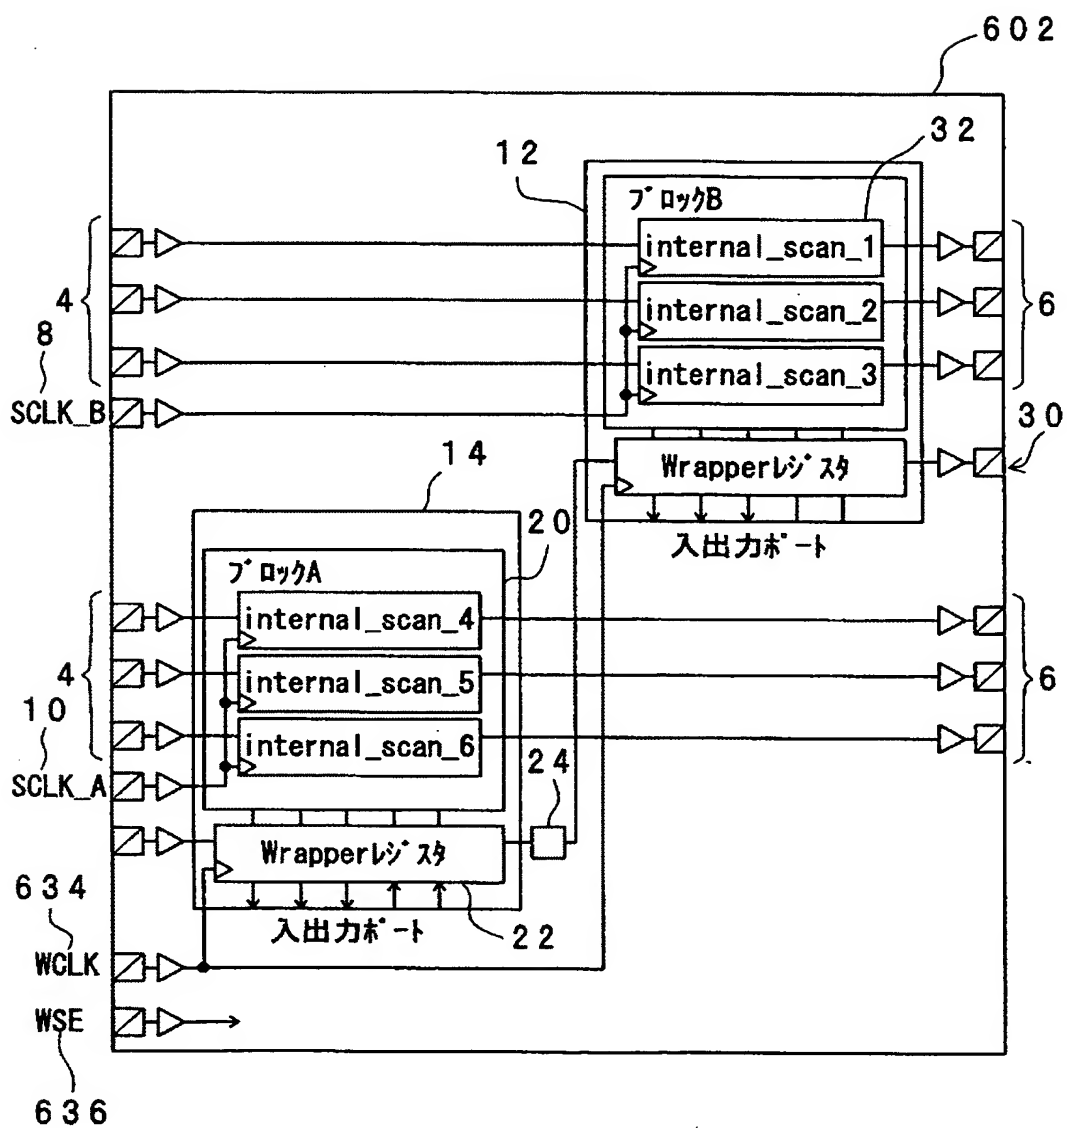 602
12
32
ブロックB
internal_scan_1
internal_scan_2
internal_scan_3
4
6
8
SCLK_B
30
Wrapperレジスタ
入出力ポート
14
20
ブロックA
internal_scan_4
internal_scan_5
internal_scan_6
4
6
10
SCLK_A
24
Wrapperレジスタ
入出力ポート
22
634
WCLK
WSE
636